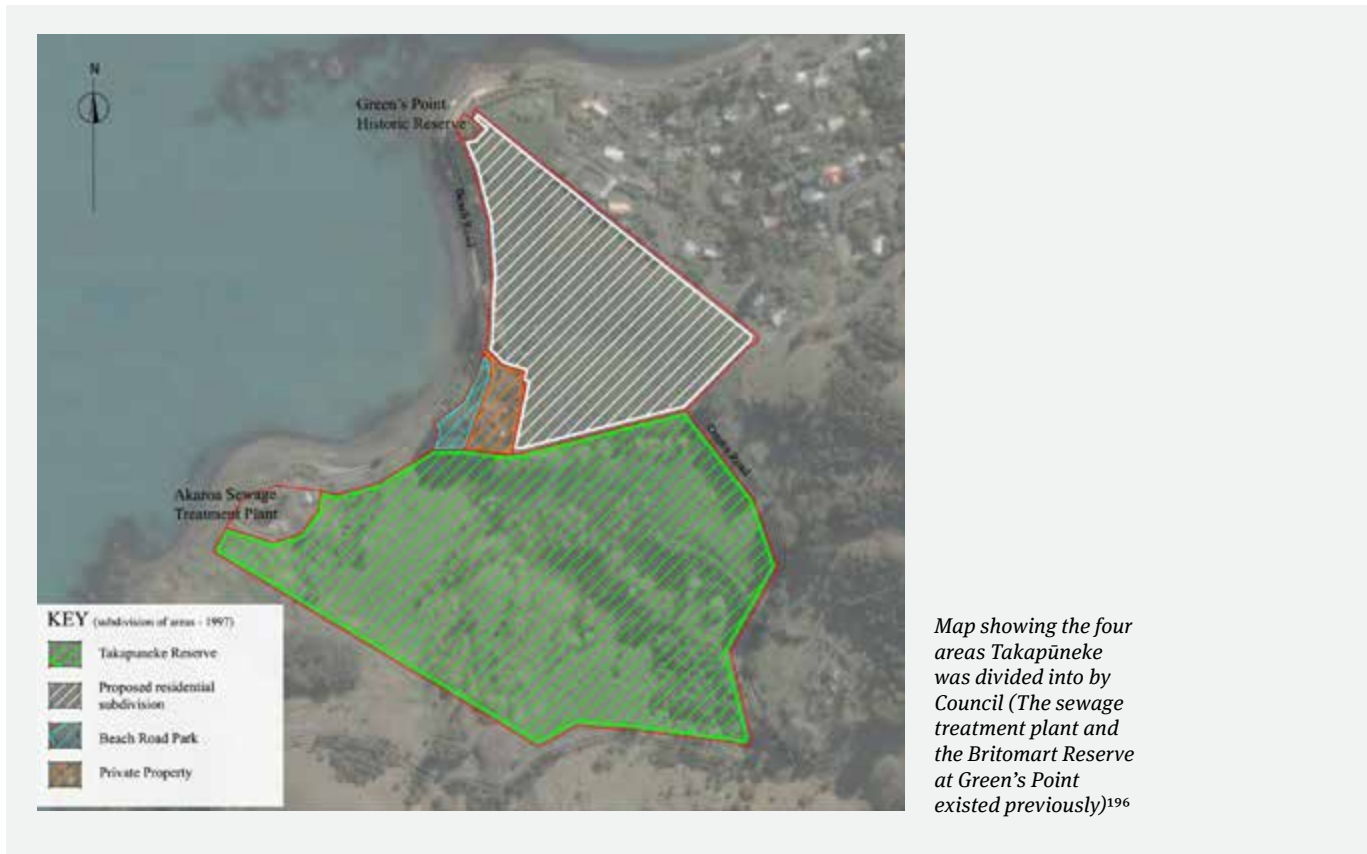 N
Green's Point
Historic Reserve
Beach Road
Road
Akaroa Sewage
Treatment Plant
KEY (subdivision of areas - 1997)
Takapuneke Reserve
Proposed residential
subdivision
Beach Road Park
Private Property
Map showing the four
areas Takapūneke
was divided into by
Council (The sewage
treatment plant and
the Britomart Reserve
at Green's Point
existed previously)196